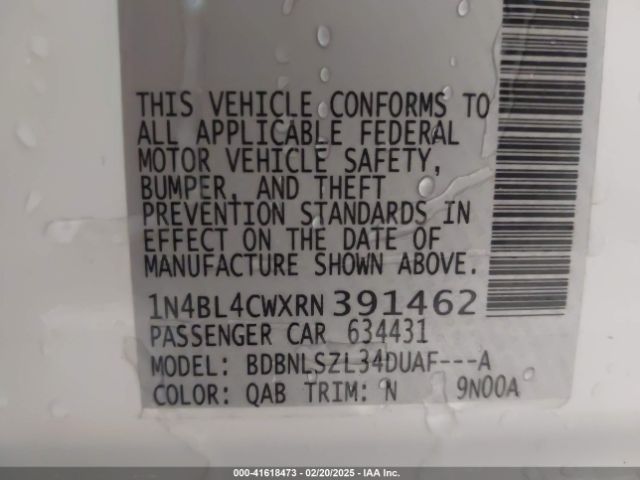 THIS VEHICLE CONFORMS TO
ALL APPLICABLE FEDERAL
MOTOR VEHICLE SAFETY,
BUMPER, AND THEFT
PREVENTION STANDARDS IN
EFFECT ON THE DATE OF
MANUFACTURE SHOWN ABOVE.
1N4BL4CWXRN 391462
PASSENGER CAR 634431
MODEL: BDBNLSZL34DUAF---A
COLOR: QAB TRIM: N 9N00A
000-41618473 — 02/20/2025 — IAA Inc.